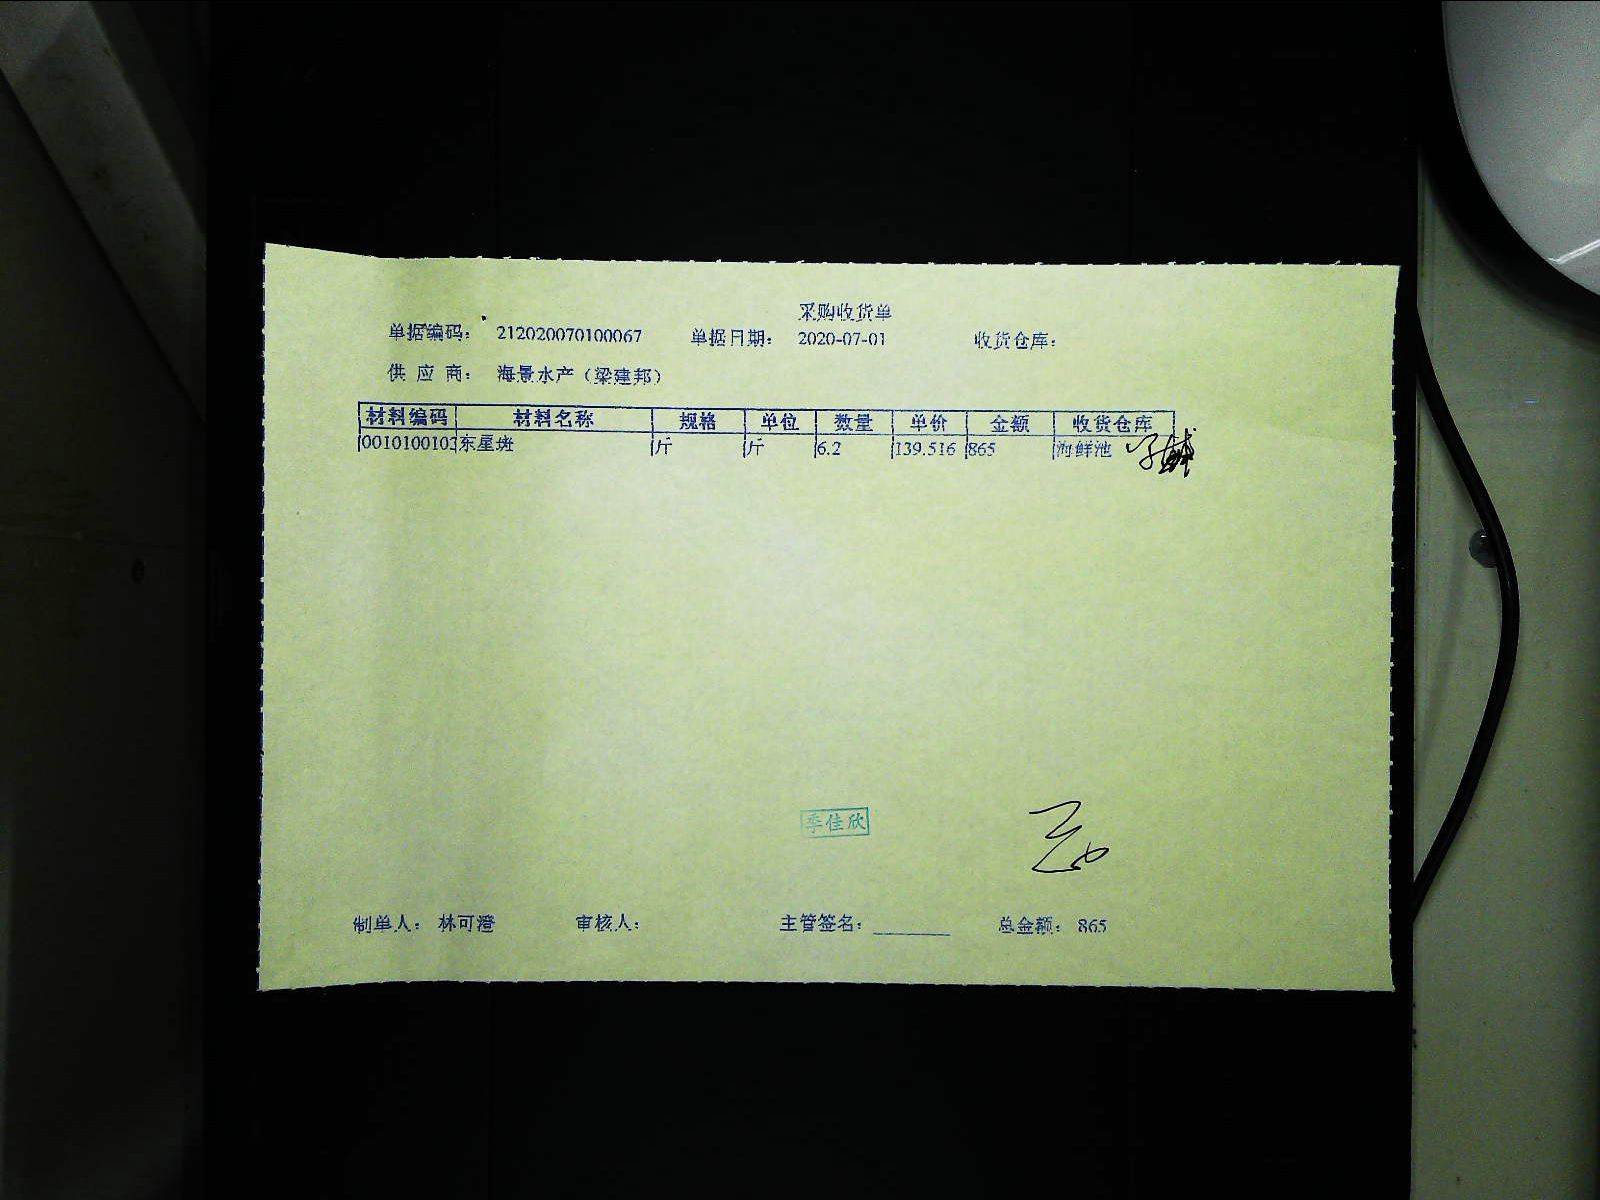 采购收货单
单据编码： 212020070100067 单据日期： 2020-07-01 收货仓库：
供 应 商： 海景水产（梁建邦）
材料编码 材料名称 规格 单位 数量 单价 金额 收货仓库
0010100103 东星斑 斤 斤 6.2 139.516 865 海鲜池
季佳欣
制单人： 林可澄 审核人： 主管签名： 总金额： 865